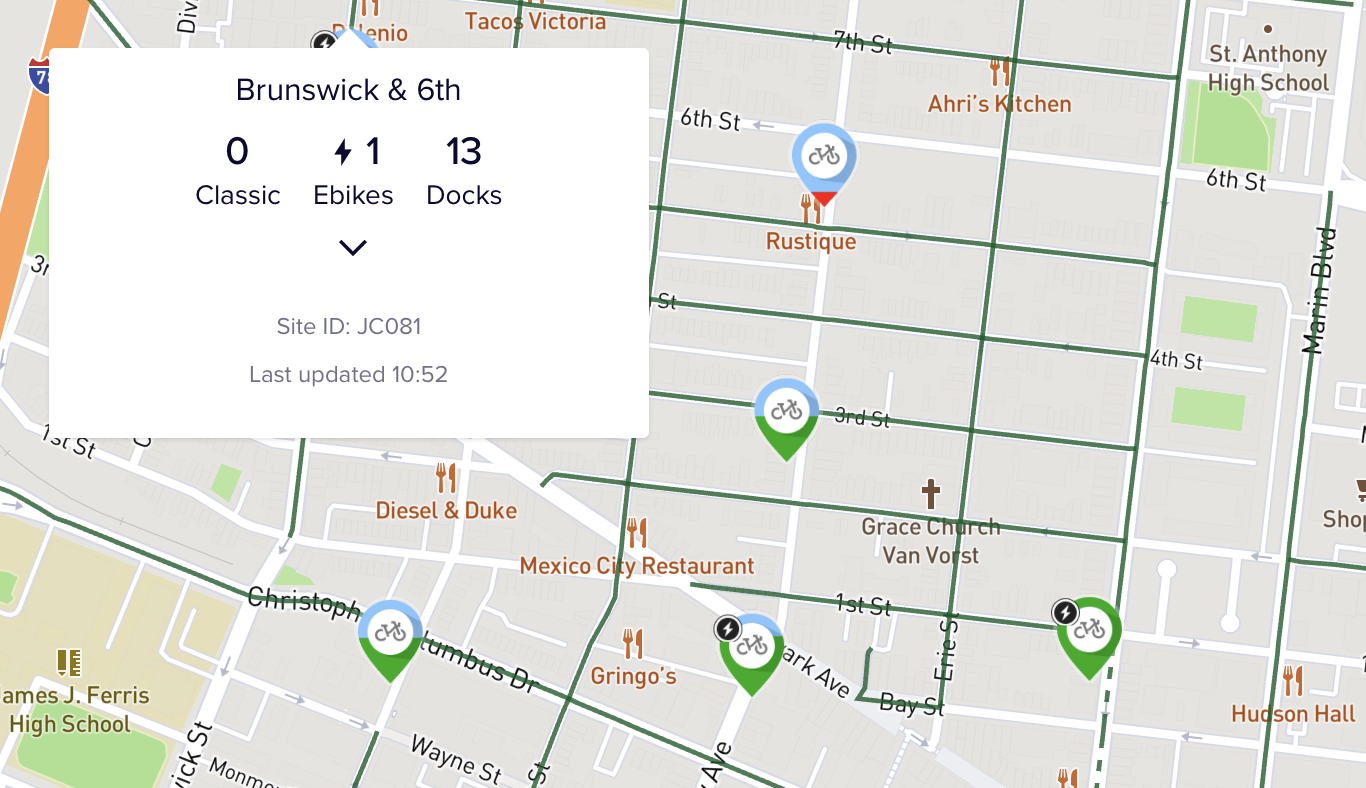 Tacos Victoria
7th St
St. Anthony
High School
Brunswick & 6th
0 1 13
Classic Ebikes Docks
Site ID: JC081
Last updated 10:52
Ahri's Kitchen
6th St
6th St
Rustique
Marin Blvd
St
4th St
3rd St
1st St
Diesel & Duke
Grace Church
Van Vorst
Mexico City Restaurant
1st St
Erie St
Gringo's
Bay St
Hudson Hall
James J. Ferris
High School
Wayne St
St
Ave